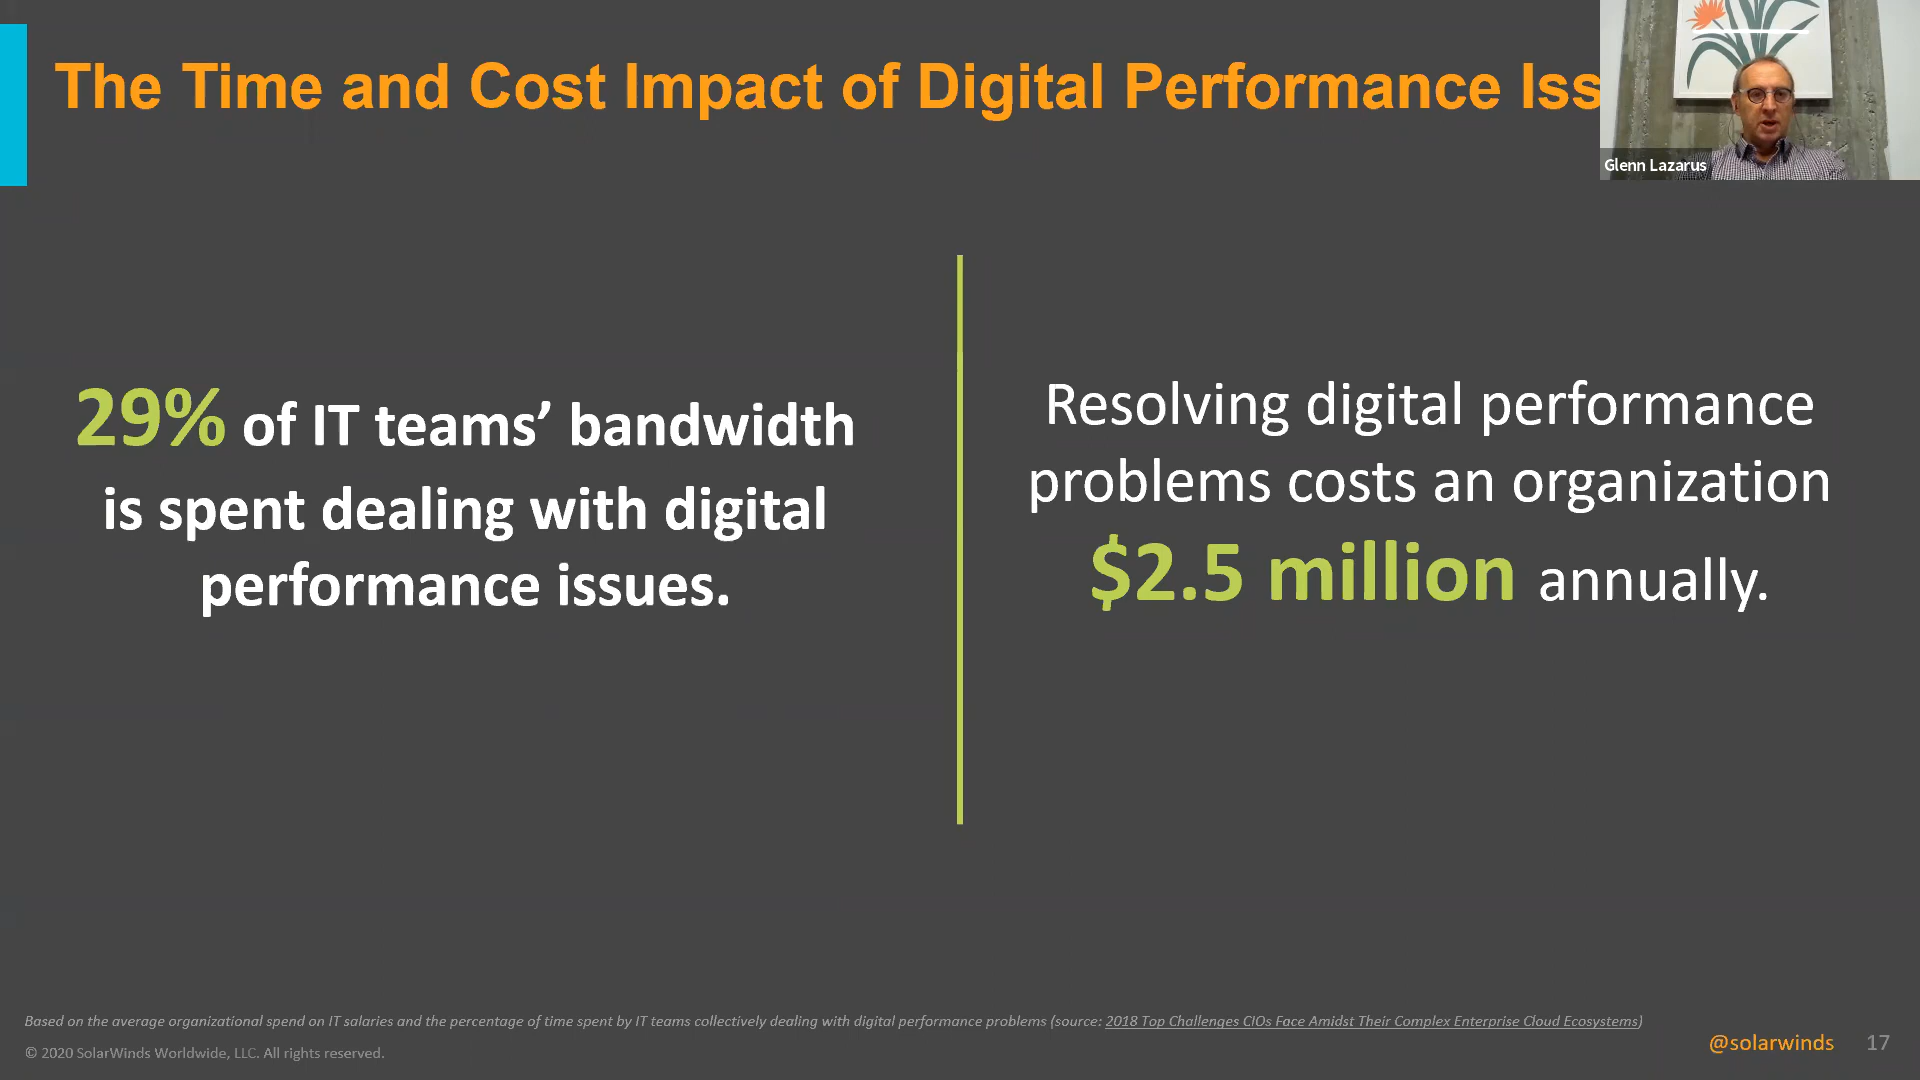 The Time and Cost Impact of Digital Performance Iss
Glenn Lazarus
29% of IT teams’ bandwidth
is spent dealing with digital
performance issues.
Resolving digital performance
problems costs an organization
$2.5 million annually.
Based on the average organizational spend on IT salaries and the percentage of time spent by IT teams collectively dealing with digital performance problems (source: 2018 Top Challenges CIOs Face Amidst Their Complex Enterprise Cloud Ecosystems)
© 2020 SolarWinds Worldwide, LLC. All rights reserved.
@solarwinds 17